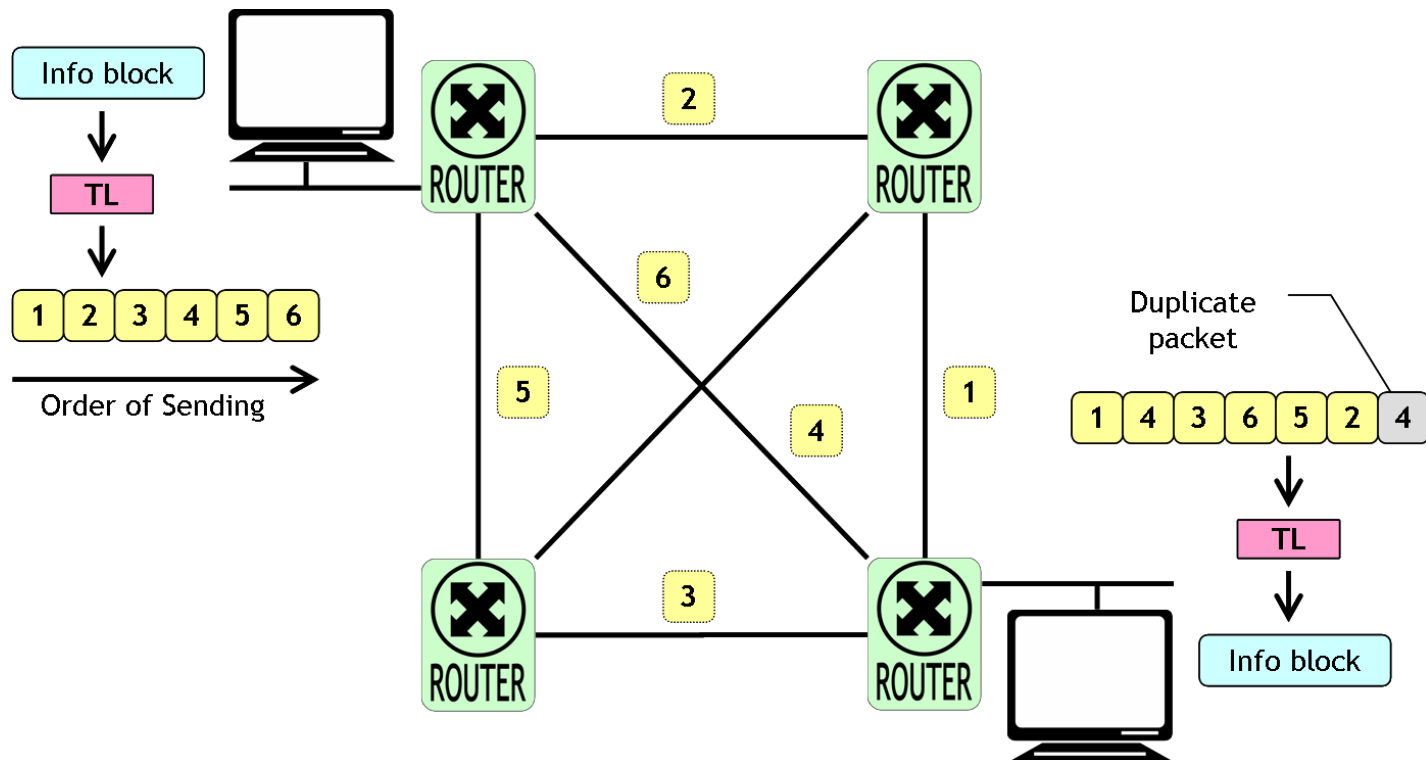 Info block
TL
1 2 3 4 5 6
Order of Sending
ROUTER
2
ROUTER
6
5
4
1
ROUTER
3
ROUTER
Duplicate
packet
1 4 3 6 5 2 4
TL
Info block